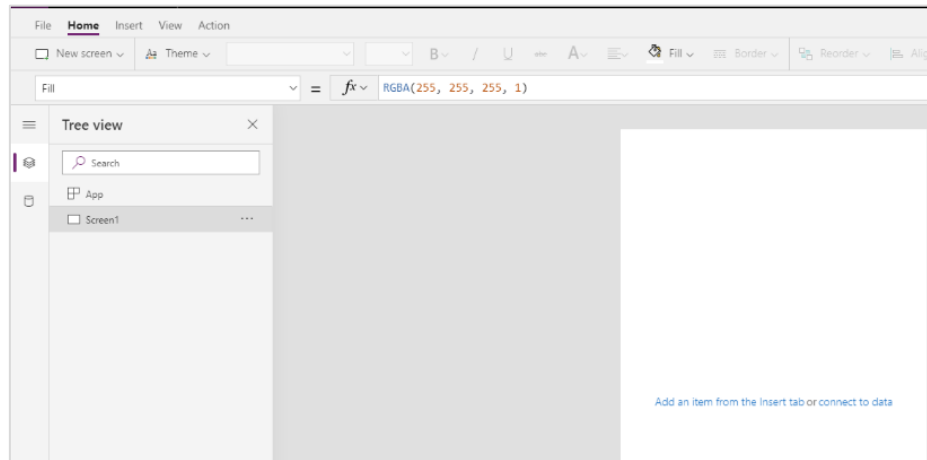 File Home Insert View Action
New screen Theme B / U abc A Fill Border Reorder
Fill = fx RGBA(255, 255, 255, 1)
Tree view
Search
App
Screen1
Add an item from the Insert tab or connect to data